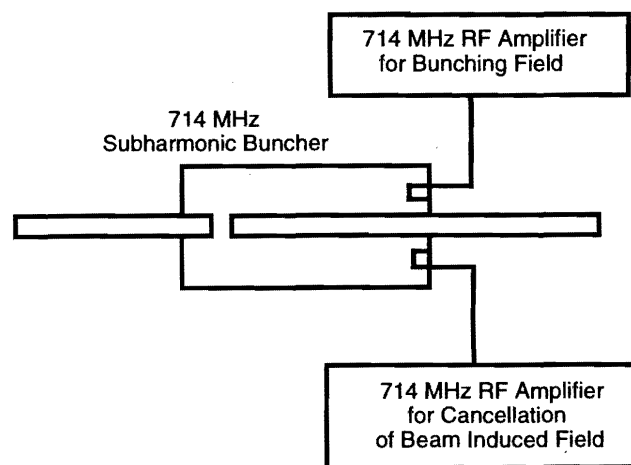 714 MHz RF Amplifier
for Bunching Field
714 MHz
Subharmonic Buncher
714 MHz RF Amplifier
for Cancellation
of Beam Induced Field